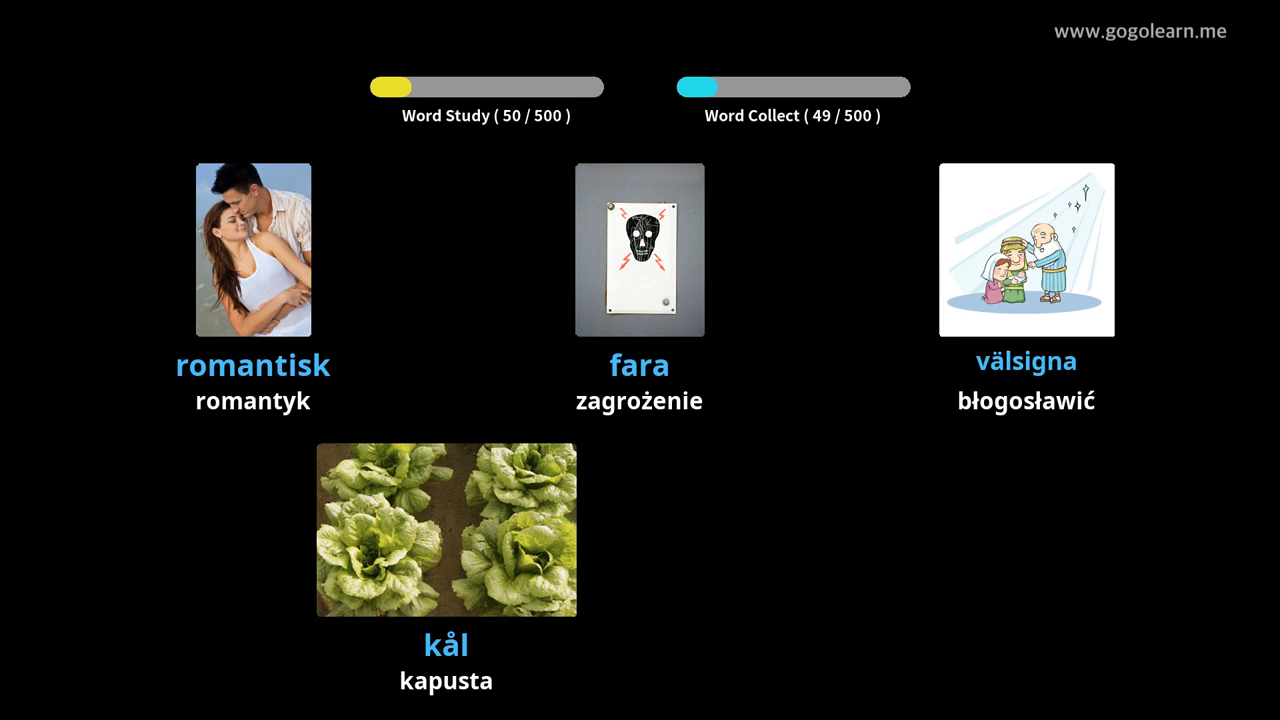 www.gogolearn.me
Word Study ( 50 / 500 )
Word Collect ( 49 / 500 )
romantisk
romantyk
fara
zagrożenie
välsigna
błogosławić
kål
kapusta